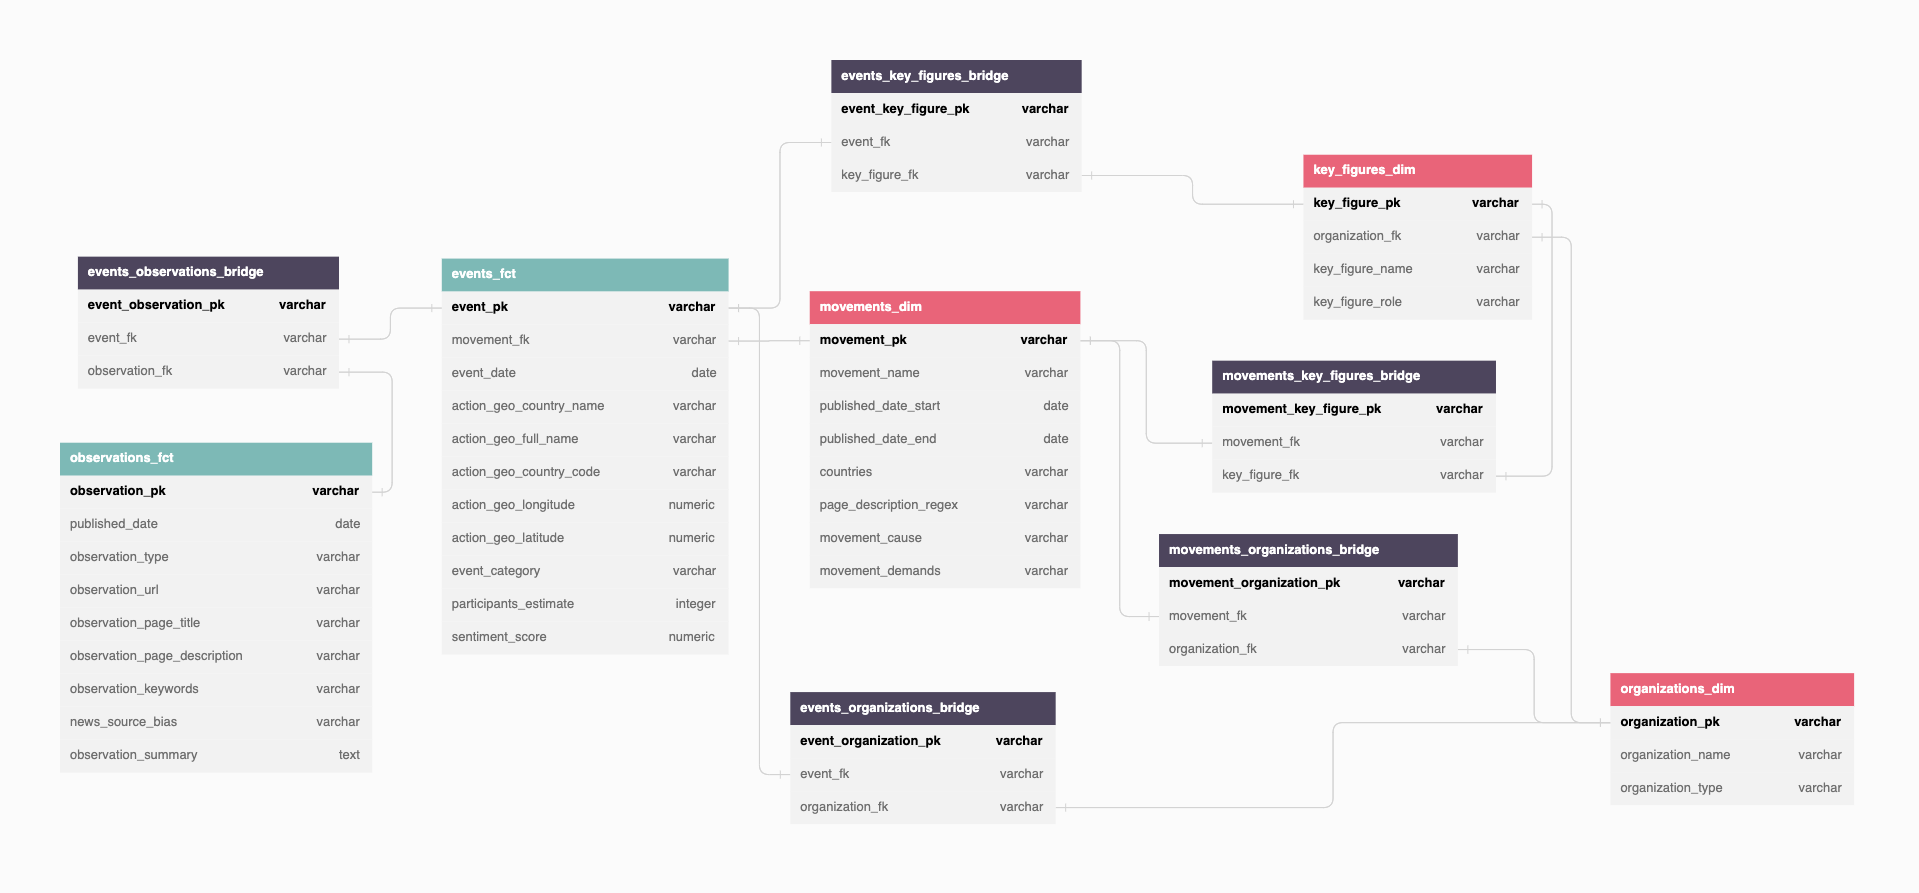 events_key_figures_bridge
event_key_figure_pk varchar
event_fk varchar
key_figure_fk varchar
key_figures_dim
key_figure_pk varchar
organization_fk varchar
key_figure_name varchar
key_figure_role varchar
events_observations_bridge
event_observation_pk varchar
event_fk varchar
observation_fk varchar
events_fct
event_pk varchar
movement_fk varchar
event_date date
action_geo_country_name varchar
action_geo_full_name varchar
action_geo_country_code varchar
action_geo_longitude numeric
action_geo_latitude numeric
event_category varchar
participants_estimate integer
sentiment_score numeric
movements_dim
movement_pk varchar
movement_name varchar
published_date_start date
published_date_end date
countries varchar
page_description_regex varchar
movement_cause varchar
movement_demands varchar
movements_key_figures_bridge
movement_key_figure_pk varchar
movement_fk varchar
key_figure_fk varchar
observations_fct
observation_pk varchar
published_date date
observation_type varchar
observation_url varchar
observation_page_title varchar
observation_page_description varchar
observation_keywords varchar
news_source_bias varchar
observation_summary text
movements_organizations_bridge
movement_organization_pk varchar
movement_fk varchar
organization_fk varchar
events_organizations_bridge
event_organization_pk varchar
event_fk varchar
organization_fk varchar
organizations_dim
organization_pk varchar
organization_name varchar
organization_type varchar